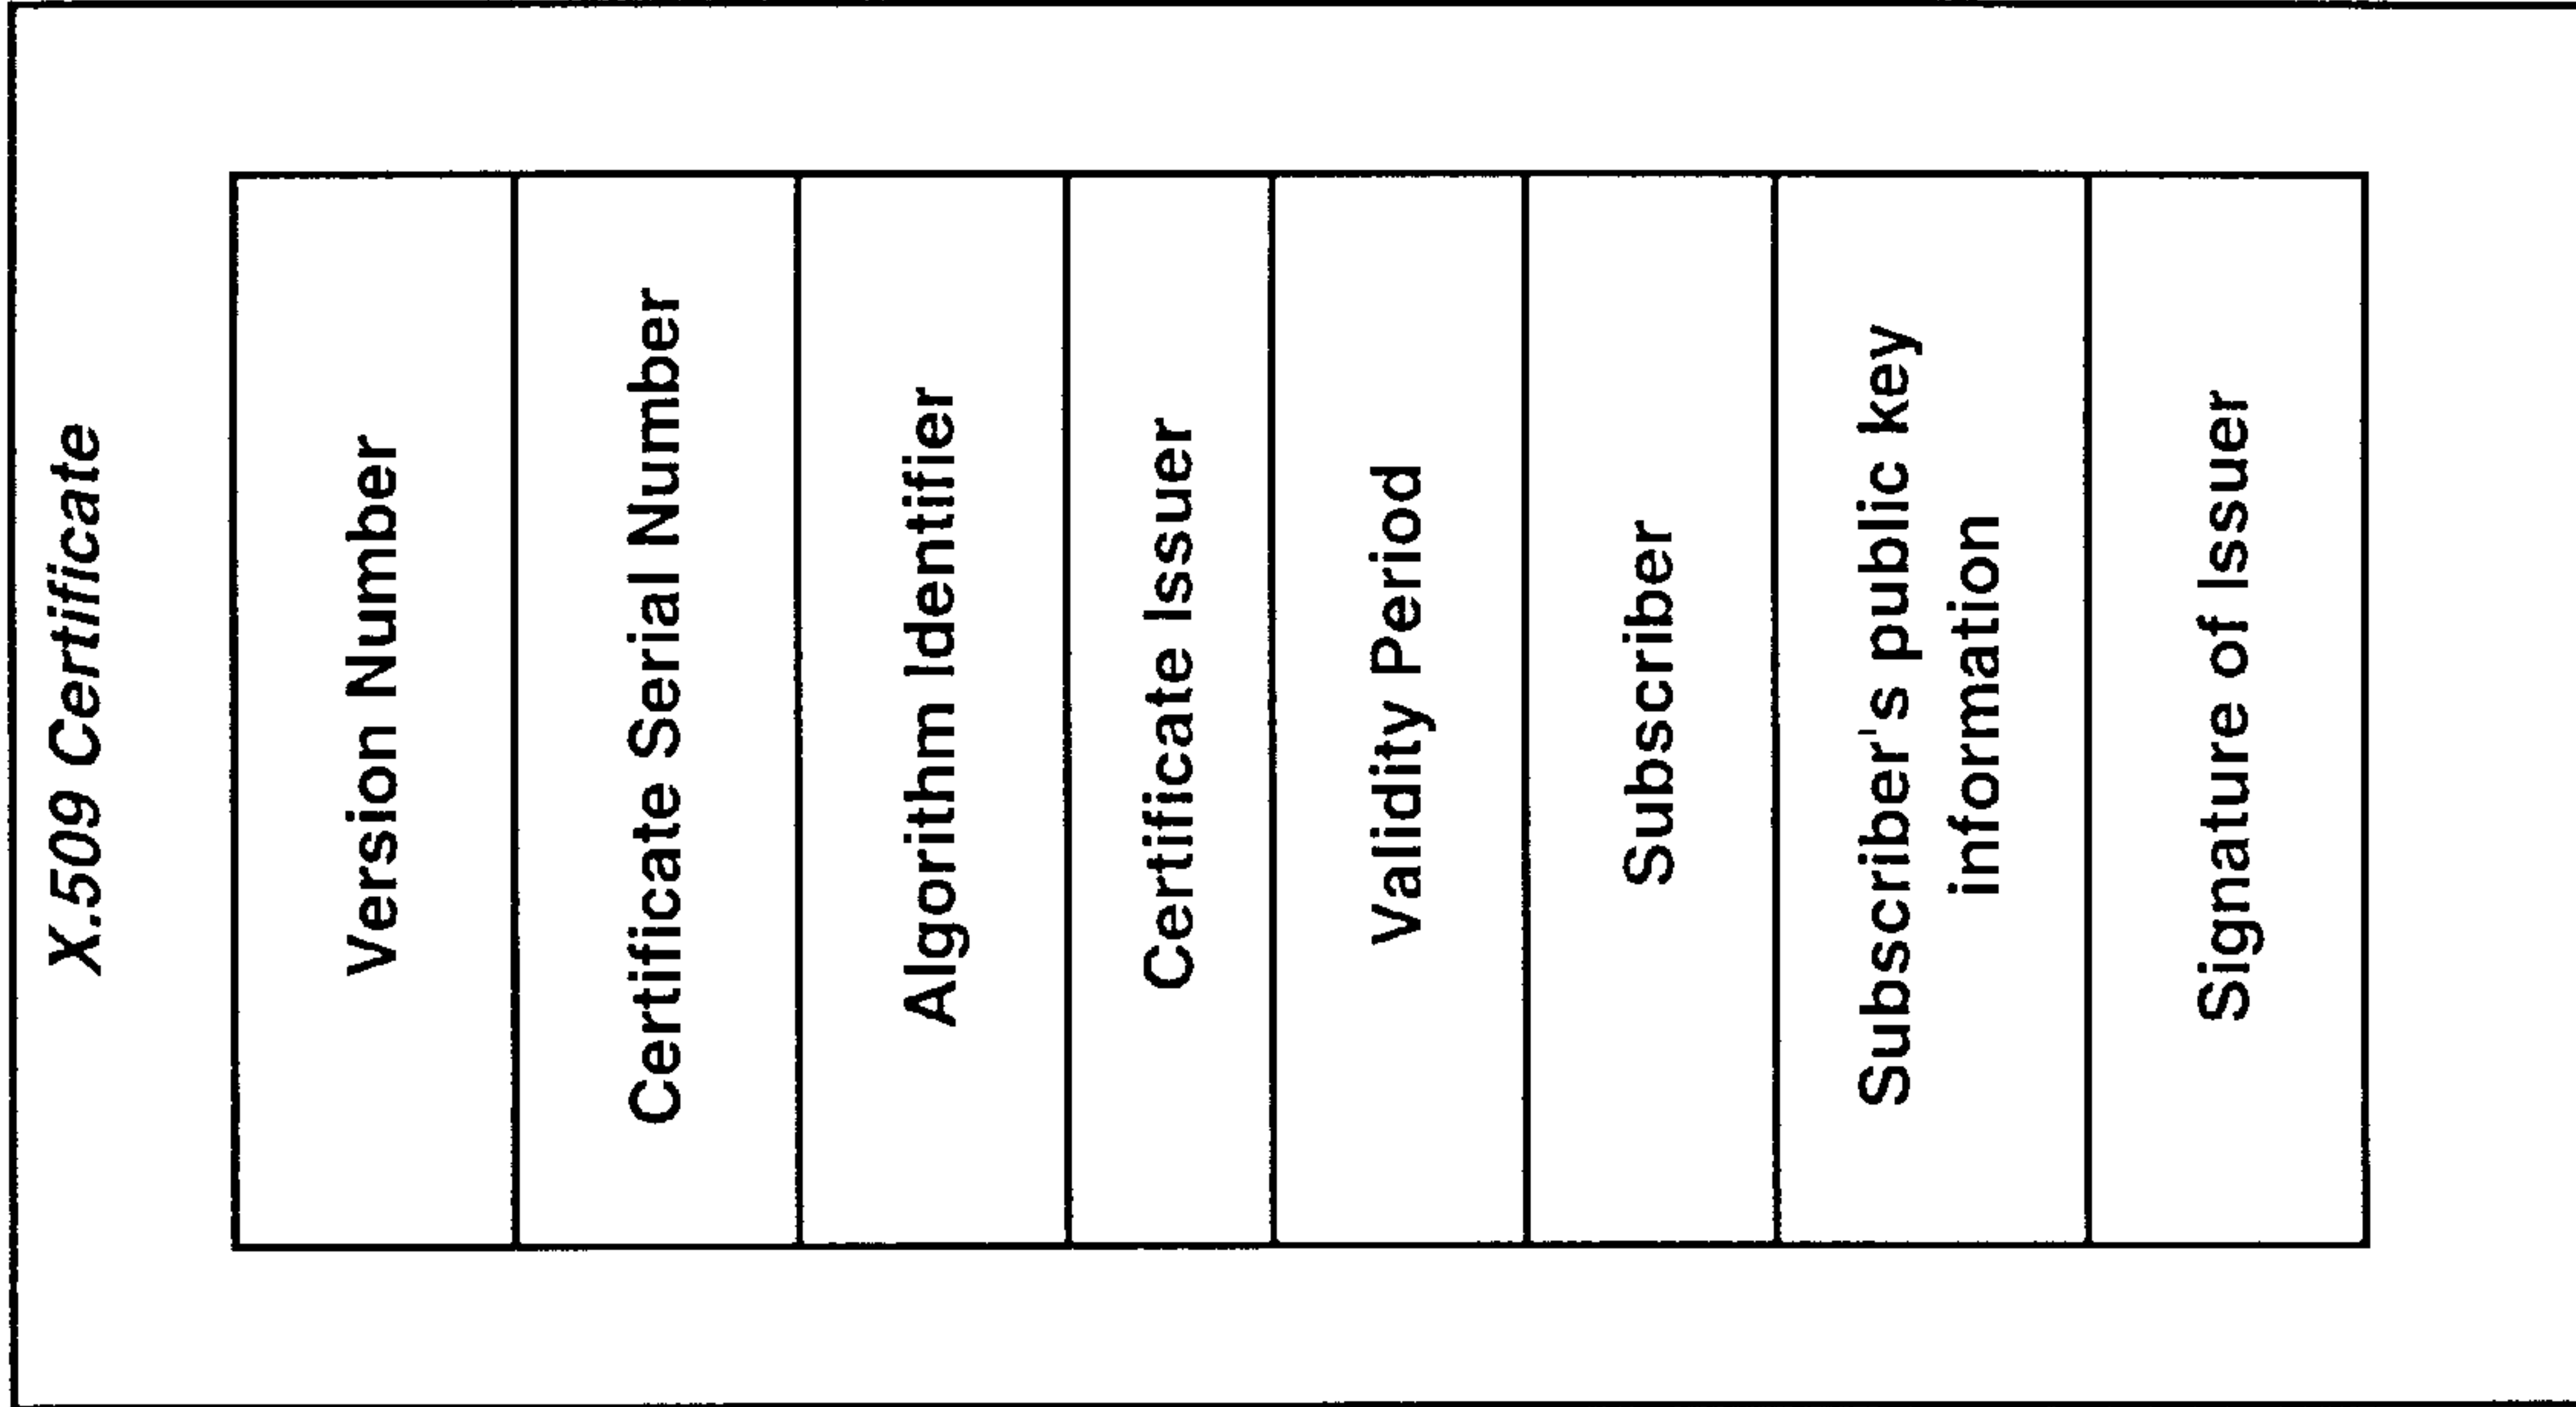 X.509 Certificate
Version Number
Certificate Serial Number
Algorithm Identifier
Certificate Issuer
Validity Period
Subscriber
Subscriber's public key
information
Signature of Issuer